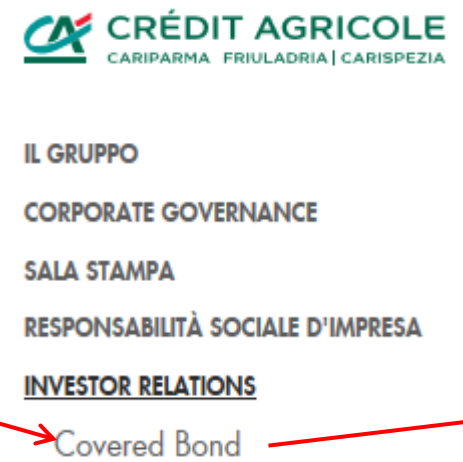 CRÉDIT AGRICOLE
CARIPARMA FRIULADRIA | CARISPEZIA
IL GRUPPO
CORPORATE GOVERNANCE
SALA STAMPA
RESPONSABILITÀ SOCIALE D'IMPRESA
INVESTOR RELATIONS
Covered Bond